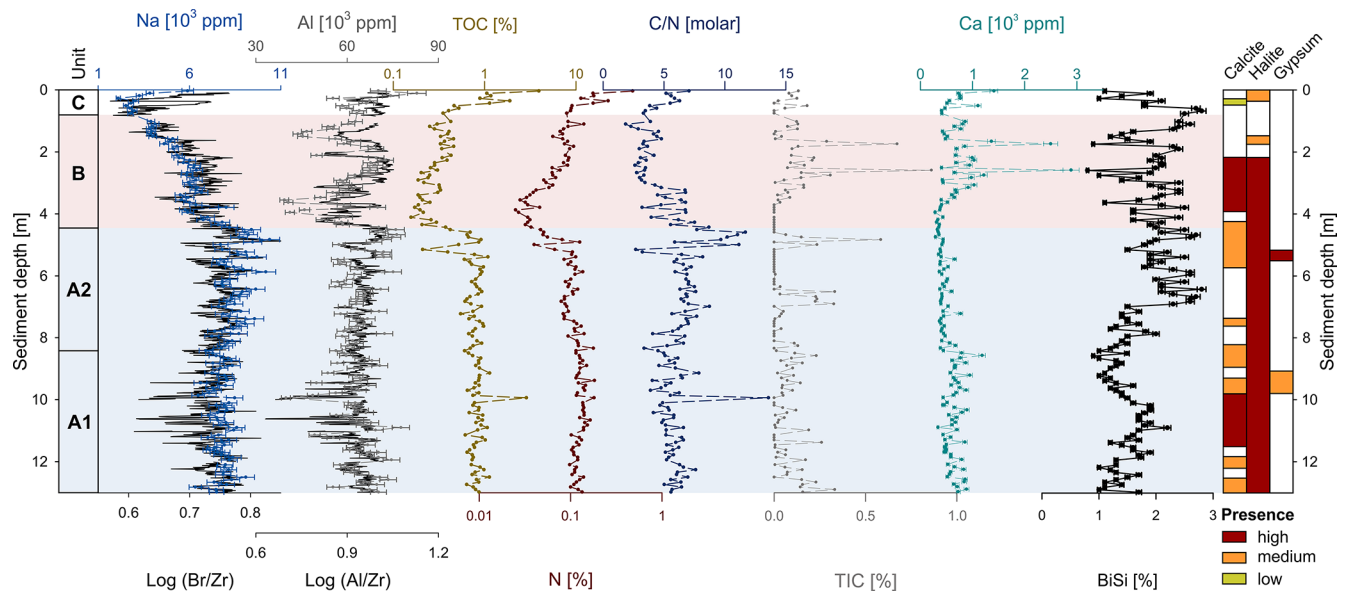 Na [10³ ppm] Al [10³ ppm] TOC [%] C/N [molar] Ca [10³ ppm]
30 60 90
Unit Calcite Halite Gypsum
1 6 11 0.1 1 10 0 5 10 15 0 1 2 3
0 C 0
2 B 2
4 4
6 A2 6
8 8
10 A1 10
12 12
Sediment depth [m] Sediment depth [m]
0.6 0.7 0.8 0.01 0.1 1 0.0 0.5 1.0 0 1 2 3
0.6 0.9 1.2
Log (Br/Zr) Log (Al/Zr) N [%] TIC [%] BiSi [%]
Presence
high
medium
low